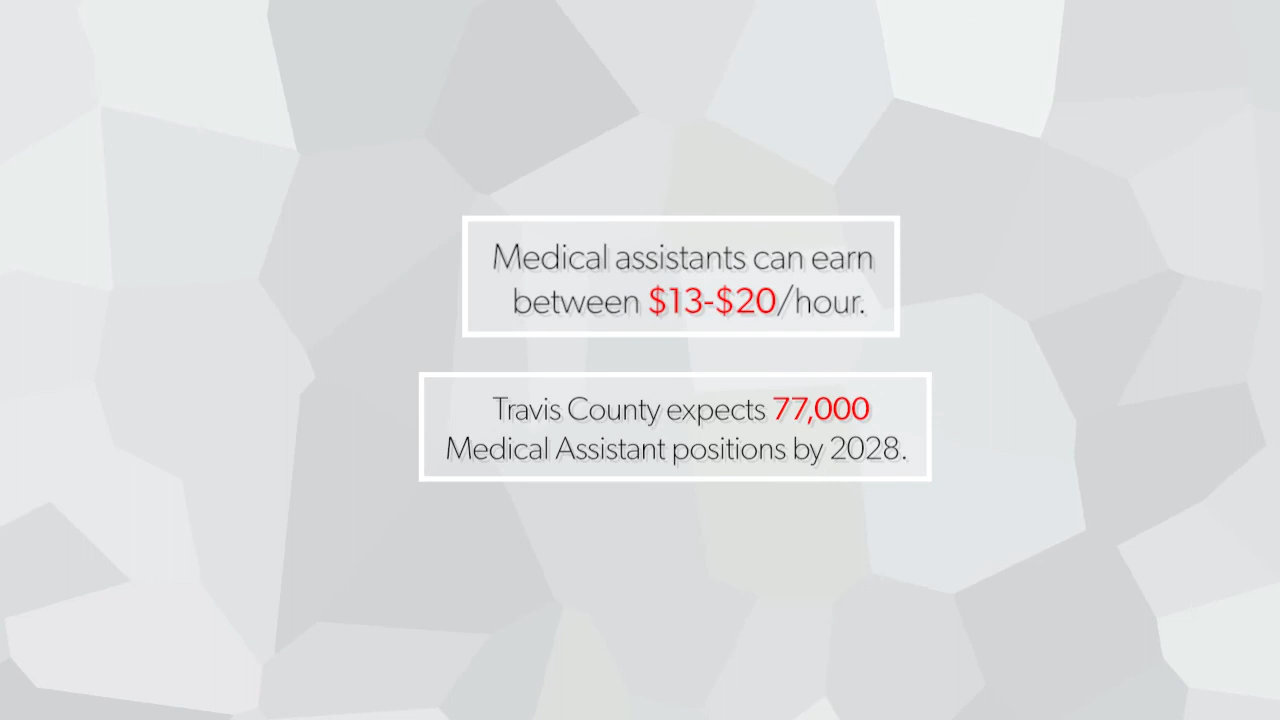 Medical assistants can earn
between $13-$20/hour.
Travis County expects 77,000
Medical Assistant positions by 2028.